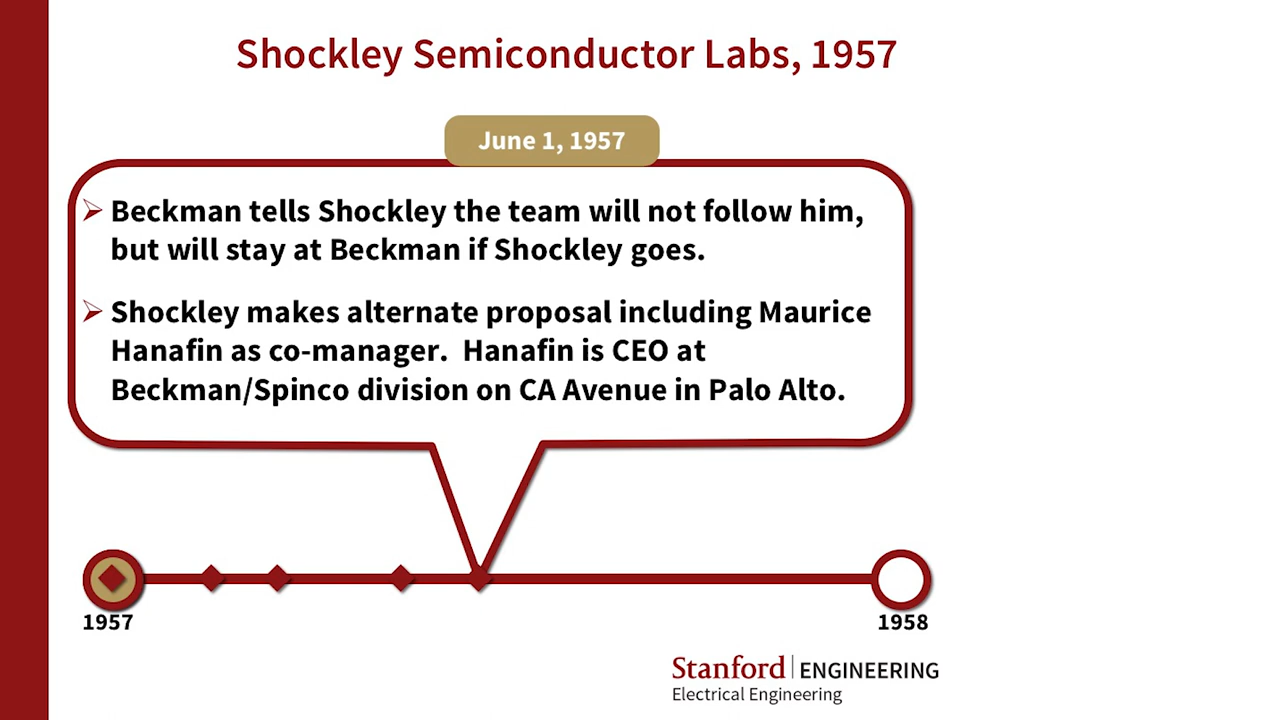 Shockley Semiconductor Labs, 1957
June 1, 1957
Beckman tells Shockley the team will not follow him,
but will stay at Beckman if Shockley goes.
Shockley makes alternate proposal including Maurice
Hanafin as co-manager.  Hanafin is CEO at
Beckman/Spinco division on CA Avenue in Palo Alto.
1957
1958
Stanford ENGINEERING
Electrical Engineering